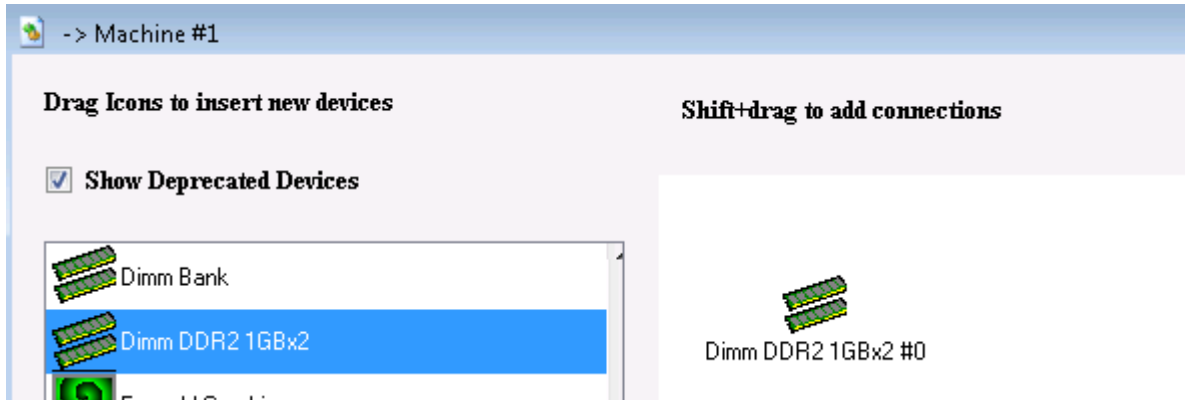 -> Machine #1
Drag Icons to insert new devices
Shift+drag to add connections
Show Deprecated Devices
Dimm Bank
Dimm DDR2 1GBx2
Dimm DDR2 1GBx2 #0